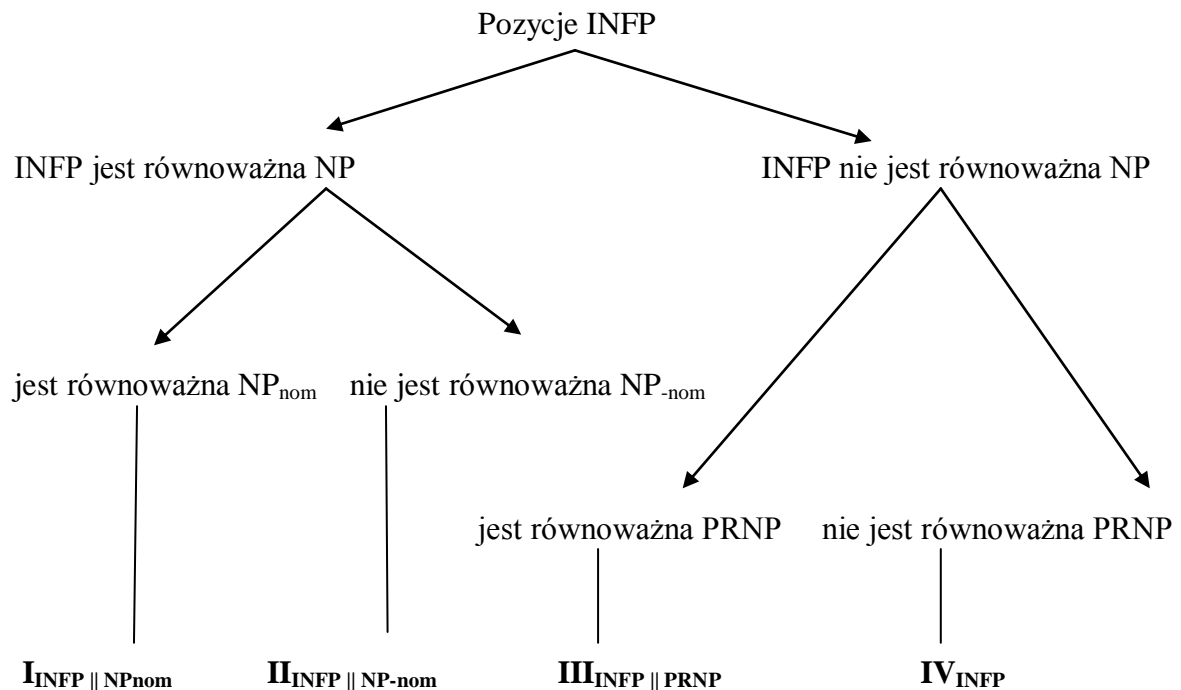 Pozycje INFP
INFP jest równoważna NP INFP nie jest równoważna NP
jest równoważna NPnom nie jest równoważna NP-nom
jest równoważna PRNP nie jest równoważna PRNP
IINFP || NPnom IIINFP || NP-nom IIIINFP || PRNP IVINFP